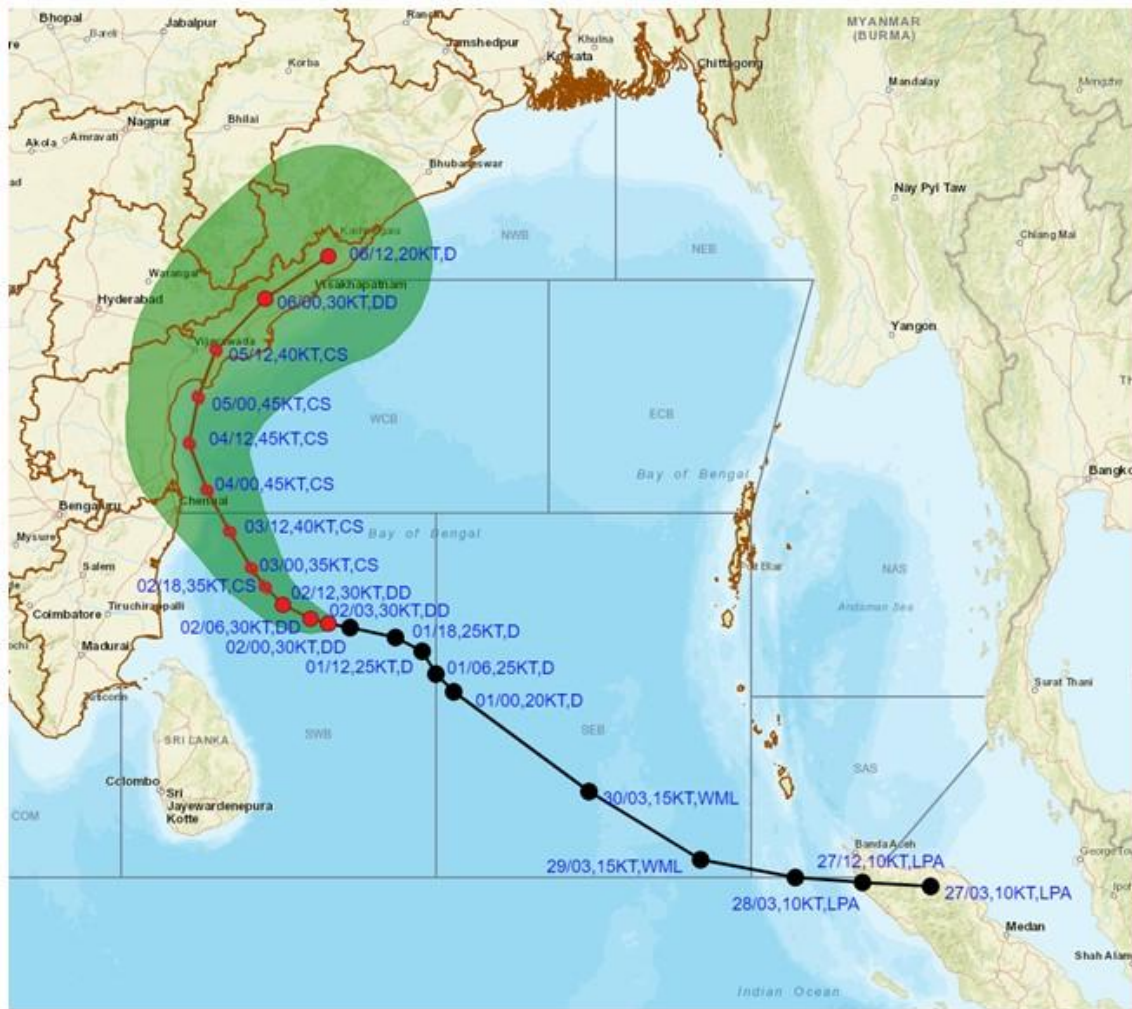 Bhopal
Jabalpur
Bareli
Ranchi
Jamshedpur
Khulna
Kolkata
Chittagong
MYANMAR
(BURMA)
Mandalay
Mengzhe
Korba
Nagpur
Bhilai
Akola
Amravati
Bhubaneswar
Nay Pyi Taw
NWB
NEB
Chiang Mai
06/12,20KT,D
Warangal
Visakhapatnam
Hyderabad
06/00,30KT,DD
Yangon
Vijayawada
05/12,40KT,CS
05/00,45KT,CS
WCB
ECB
04/12,45KT,CS
Bay of Bengal
04/00,45KT,CS
Chennai
Bengaluru
03/12,40KT,CS
Bay of Bengal
Mysure
Salem
03/00,35KT,CS
02/18,35KT,CS
02/12,30KT,DD
NAS
Coimbatore
Tiruchirappalli
02/03,30KT,DD
Andaman Sea
02/06,30KT,DD
01/18,25KT,D
Madurai
02/00,30KT,DD
01/12,25KT,D
01/06,25KT,D
01/00,20KT,D
Surat Thani
SRI LANKA
SWB
SEB
SAS
Colombo
Sri
Jayewardenepura
Kotte
30/03,15KT,WML
COM
Banda Aceh
29/03,15KT,WML
27/12,10KT,LPA
28/03,10KT,LPA
27/03,10KT,LPA
Medan
Indian Ocean